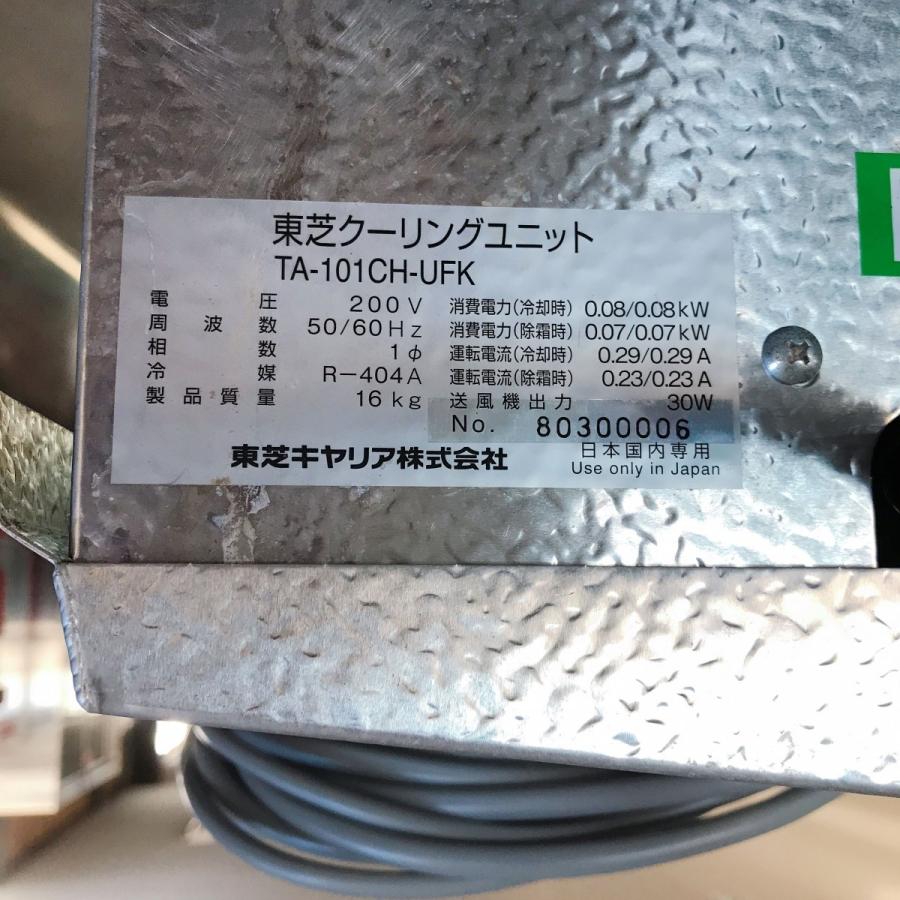 東芝クーリングユニット
TA-101CH-UFK
電圧 200V 消費電力(冷却時) 0.08/0.08kW
周波数 50/60Hz 消費電力(除霜時) 0.07/0.07kW
相数 1φ 運転電流(冷却時) 0.29/0.29A
冷媒 R-404A 運転電流(除霜時) 0.23/0.23A
製品質量 16kg 送風機出力 30W
No. 80300006
東芝キヤリア株式会社 日本国内専用
Use only in Japan